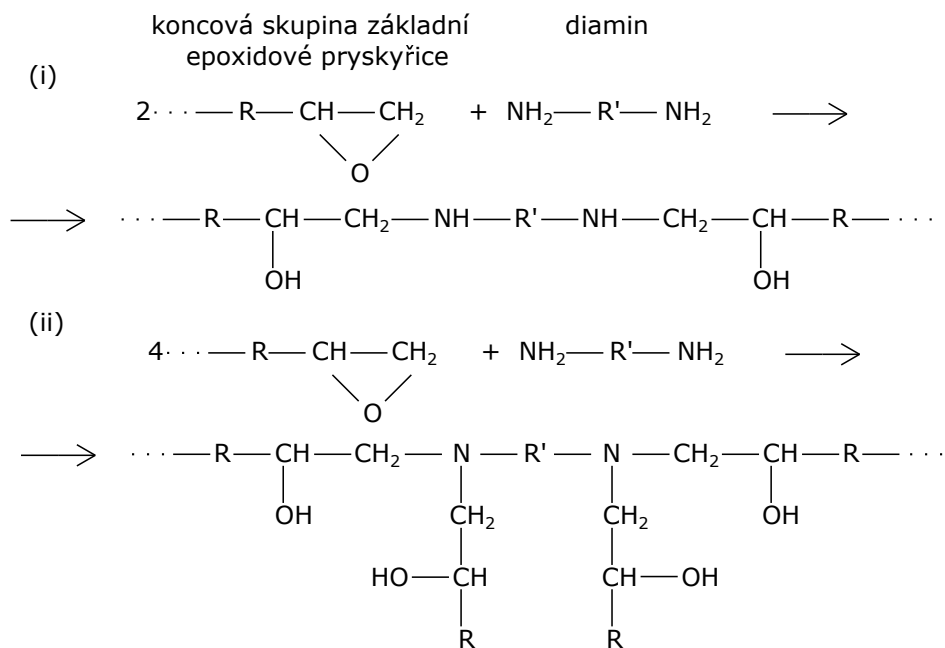 koncová skupina základní diamin
epoxidové pryskyřice
(i)
2 · · · — R — CH — CH₂ + NH₂ — R' — NH₂ ⟶
O
⟶ · · · — R — CH — CH₂ — NH — R' — NH — CH₂ — CH — R — · · ·
OH OH
(ii)
4 · · · — R — CH — CH₂ + NH₂ — R' — NH₂ ⟶
O
⟶ · · · — R — CH — CH₂ — N — R' — N — CH₂ — CH — R — · · ·
OH CH₂ CH₂ OH
HO — CH CH — OH
R R